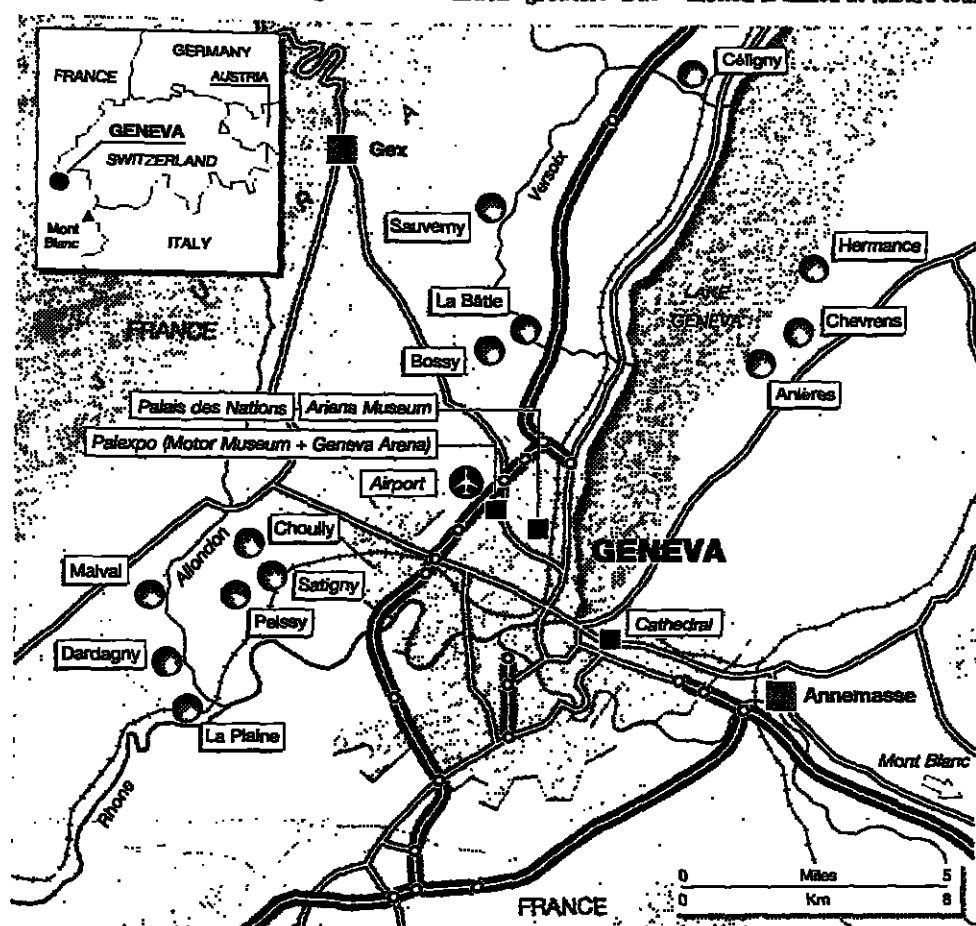 GERMANY
FRANCE
AUSTRIA
GENEVA
SWITZERLAND
Mont
Blanc
ITALY
Céligny
Gex
Versoix
Sauverny
Hermance
LAKE
GENEVA
La Bâtie
Chevrens
FRANCE
Bossy
Anières
Palais des Nations
Ariana Museum
Palexpo (Motor Museum + Geneva Arena)
Airport
Choully
GENEVA
Allondon
Malval
Satigny
Peissy
Cathedral
Dardagny
Annemasse
La Plaine
Mont Blanc
Rhone
0 Miles 5
Km 8
FRANCE